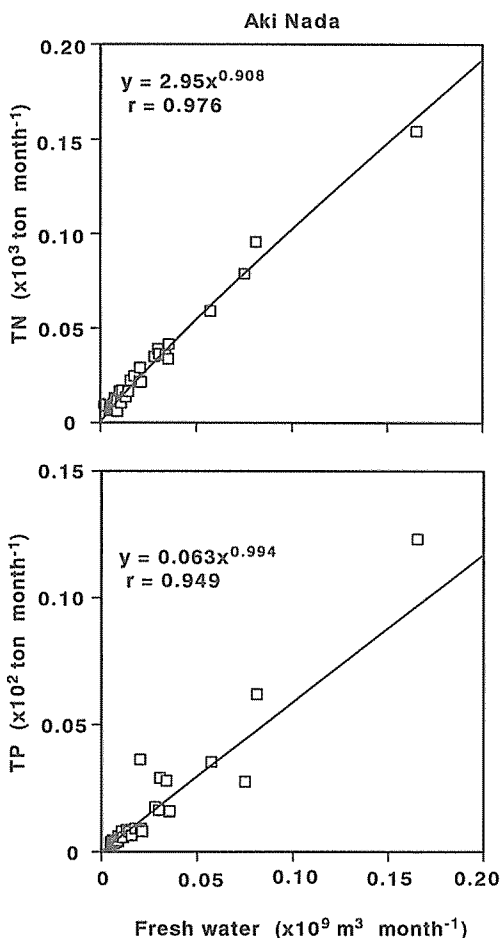 Aki Nada
0.20
y = 2.95x^0.908
r = 0.976
0.15
TN (x10^3 ton month^-1)
0.10
0.05
0
0.15
y = 0.063x^0.994
r = 0.949
0.10
TP (x10^2 ton month^-1)
0.05
0
0 0.05 0.10 0.15 0.20
Fresh water (x10^9 m^3 month^-1)